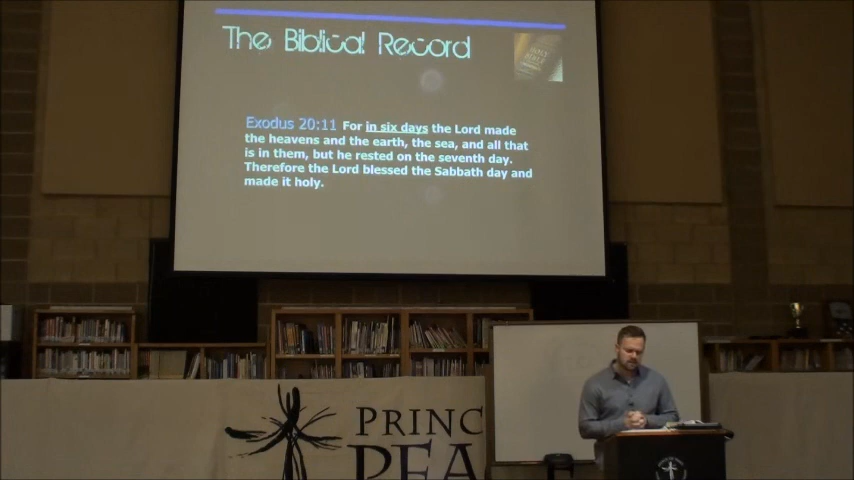 The Biblical Record
HOLY
BIBLE
Exodus 20:11 For in six days the Lord made
the heavens and the earth, the sea, and all that
is in them, but he rested on the seventh day.
Therefore the Lord blessed the Sabbath day and
made it holy.
PRINC
PEA